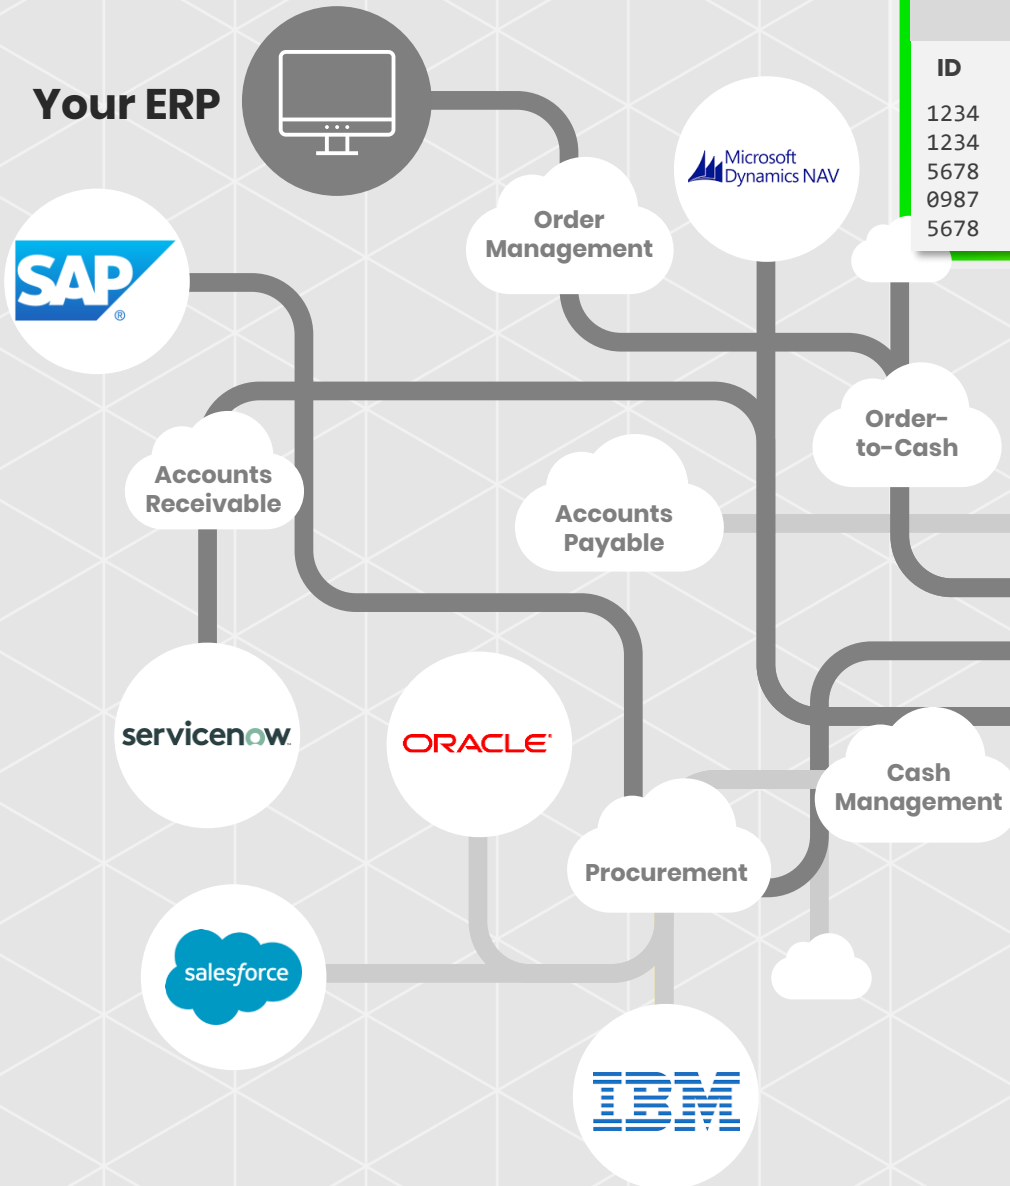 Your ERP
ID
1234
1234
5678
0987
5678
Microsoft
Dynamics NAV
Order
Management
SAP
®
Order-
to-Cash
Accounts
Receivable
Accounts
Payable
servicenow
ORACLE
Cash
Management
Procurement
salesforce
IBM